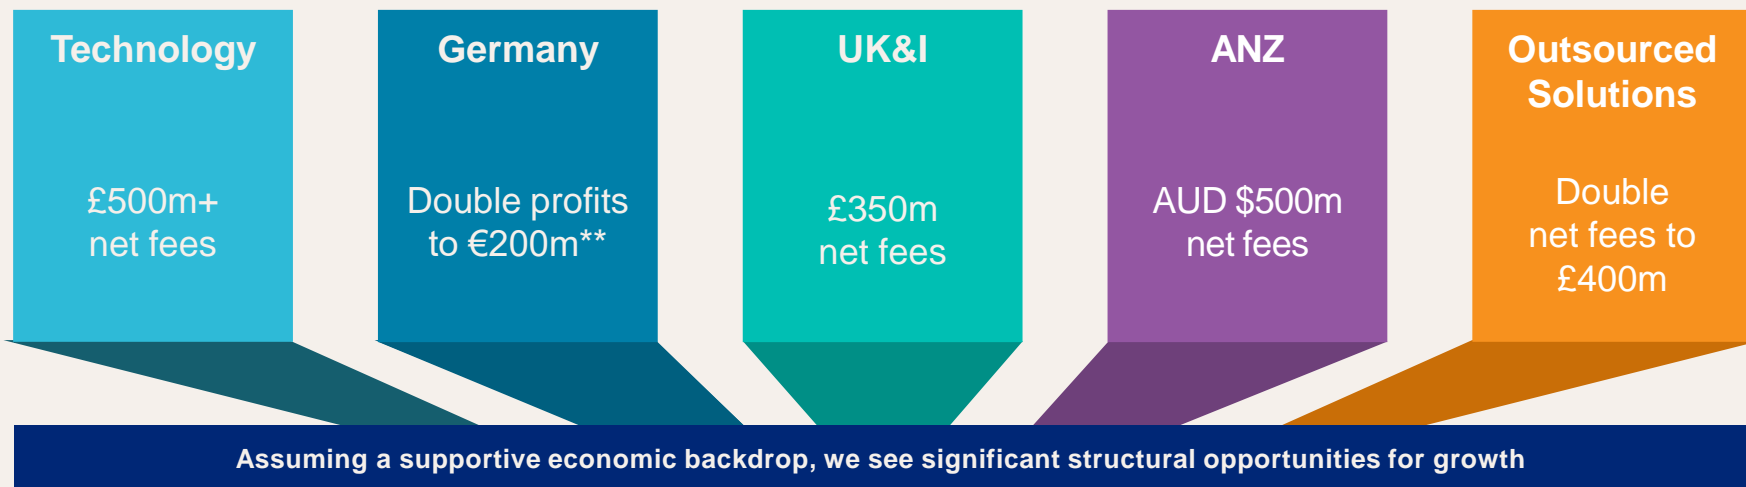 Technology
£500m+
net fees
Germany
Double profits
to €200m**
UK&I
£350m
net fees
ANZ
AUD $500m
net fees
Outsourced
Solutions
Double
net fees to
£400m
Assuming a supportive economic backdrop, we see significant structural opportunities for growth